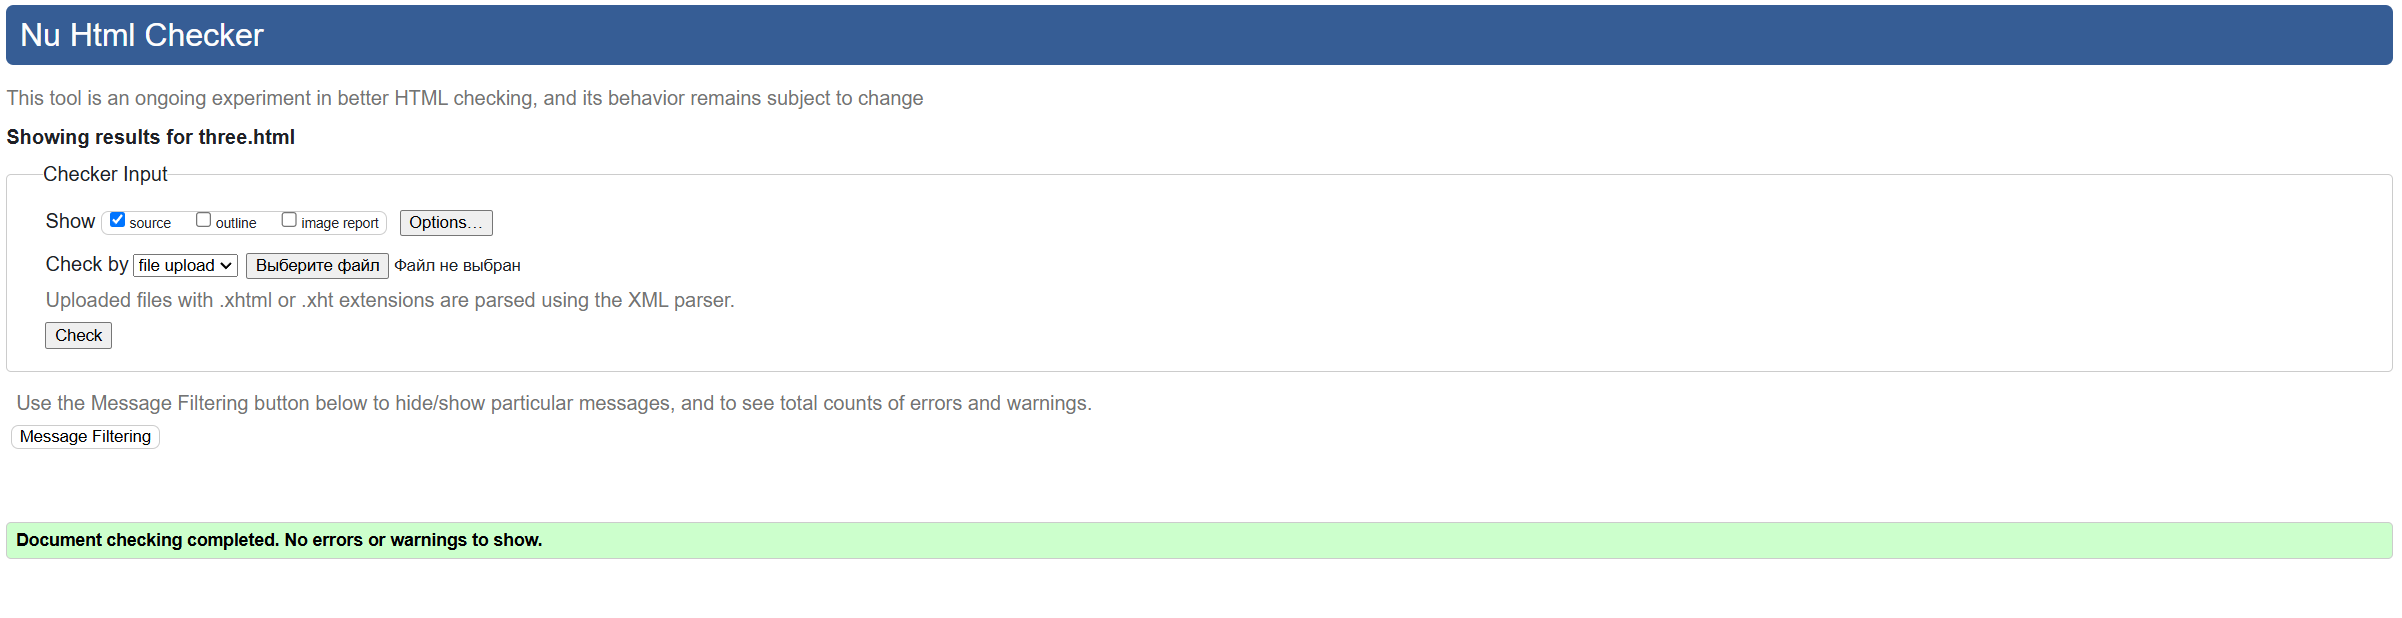 Nu Html Checker
This tool is an ongoing experiment in better HTML checking, and its behavior remains subject to change
Showing results for three.html
Checker Input
Show source outline image report Options…
Check by file upload Выберите файл Файл не выбран
Uploaded files with .xhtml or .xht extensions are parsed using the XML parser.
Check
Use the Message Filtering button below to hide/show particular messages, and to see total counts of errors and warnings.
Message Filtering
Document checking completed. No errors or warnings to show.